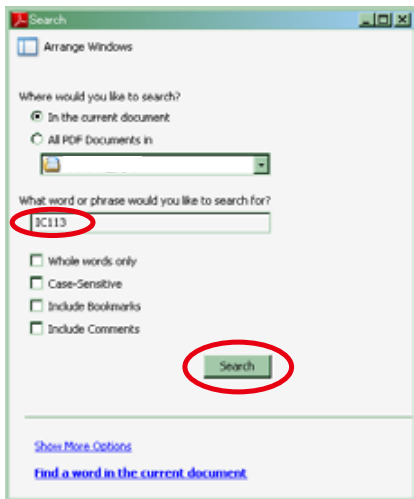 Search
Arrange Windows
Where would you like to search?
In the current document
All PDF Documents in
What word or phrase would you like to search for?
IC113
Whole words only
Case-Sensitive
Include Bookmarks
Include Comments
Search
Show More Options
Find a word in the current document